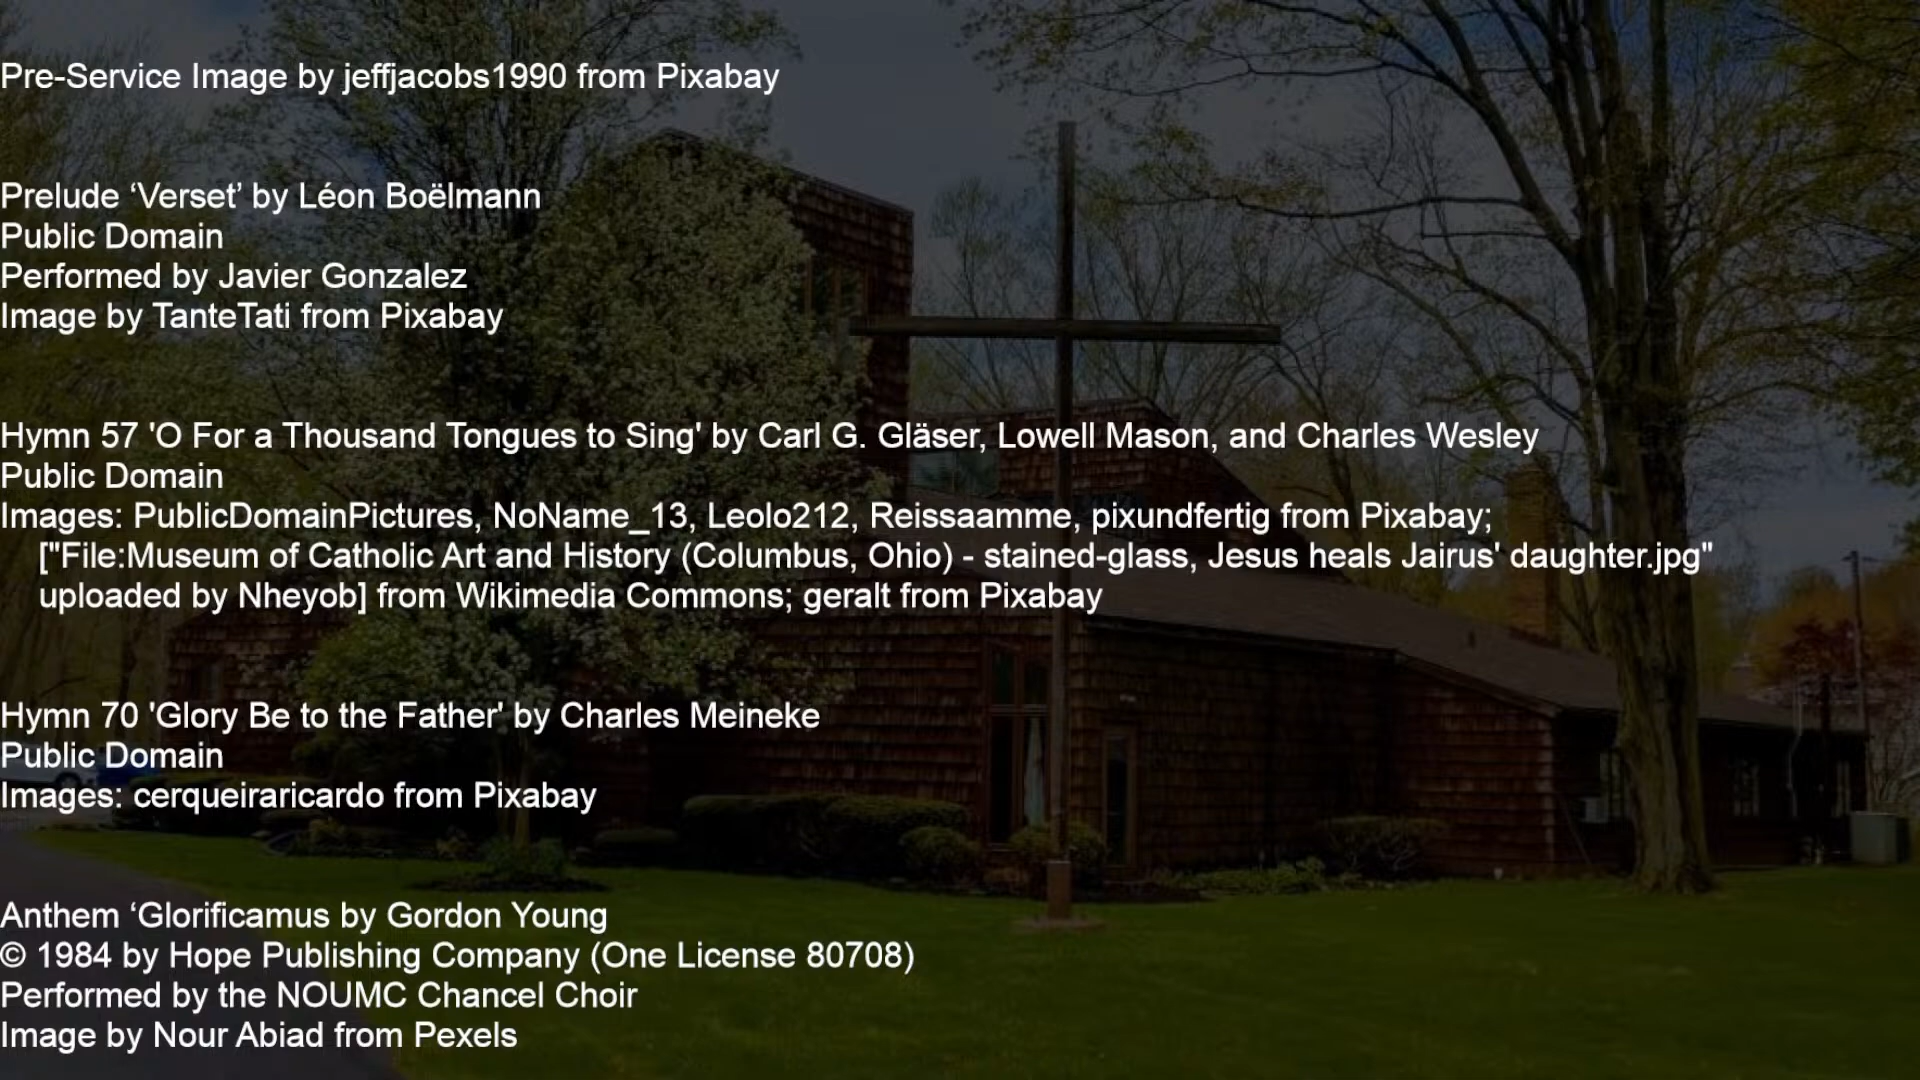 Pre-Service Image by jeffjacobs1990 from Pixabay
Prelude ‘Verset’ by Léon Boëlmann
Public Domain
Performed by Javier Gonzalez
Image by TanteTati from Pixabay
Hymn 57 'O For a Thousand Tongues to Sing' by Carl G. Gläser, Lowell Mason, and Charles Wesley
Public Domain
Images: PublicDomainPictures, NoName_13, Leolo212, Reissaamme, pixundfertig from Pixabay;
["File:Museum of Catholic Art and History (Columbus, Ohio) - stained-glass, Jesus heals Jairus' daughter.jpg"
uploaded by Nheyob] from Wikimedia Commons; geralt from Pixabay
Hymn 70 'Glory Be to the Father' by Charles Meineke
Public Domain
Images: cerqueiraricardo from Pixabay
Anthem ‘Glorificamus by Gordon Young
© 1984 by Hope Publishing Company (One License 80708)
Performed by the NOUMC Chancel Choir
Image by Nour Abiad from Pexels